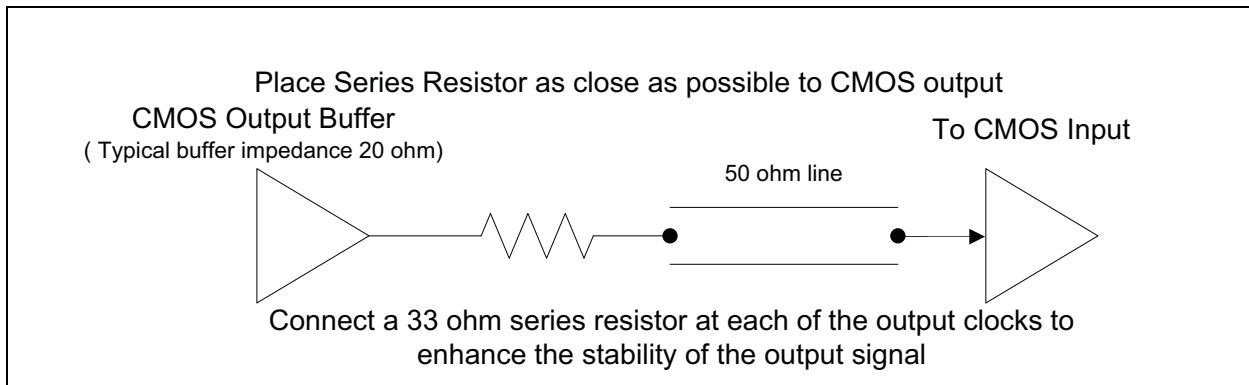 Place Series Resistor as close as possible to CMOS output
CMOS Output Buffer
( Typical buffer impedance 20 ohm)
To CMOS Input
50 ohm line
Connect a 33 ohm series resistor at each of the output clocks to
enhance the stability of the output signal